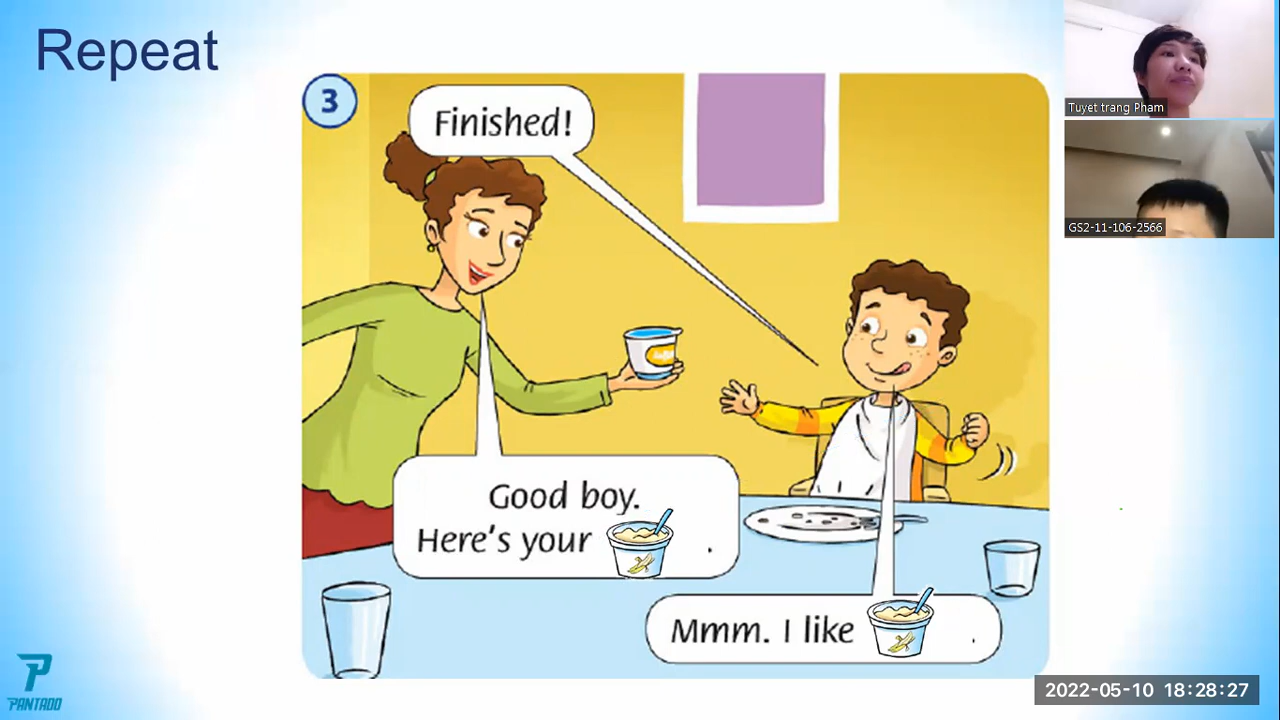 Repeat
3
Finished!
Good boy.
Here's your .
Mmm. I like .
Tuyet trang Pham
GS2-11-106-2566
PANTADO
2022-05-10 18:28:27